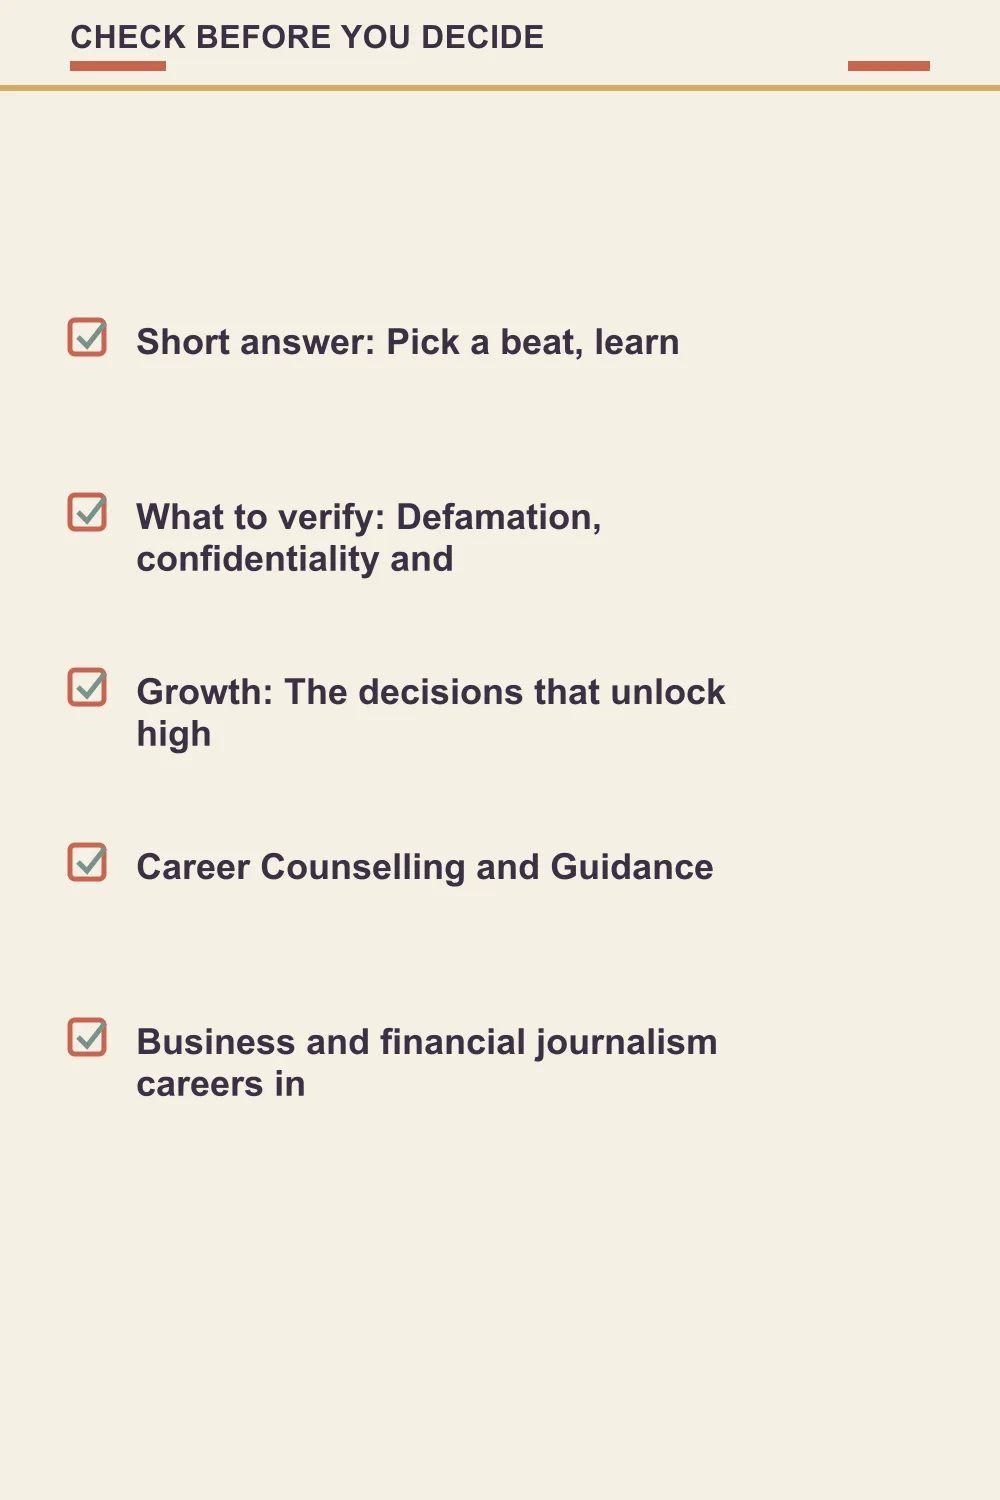 CHECK BEFORE YOU DECIDE
Short answer: Pick a beat, learn
What to verify: Defamation,
confidentiality and
Growth: The decisions that unlock
high
Career Counselling and Guidance
Business and financial journalism
careers in